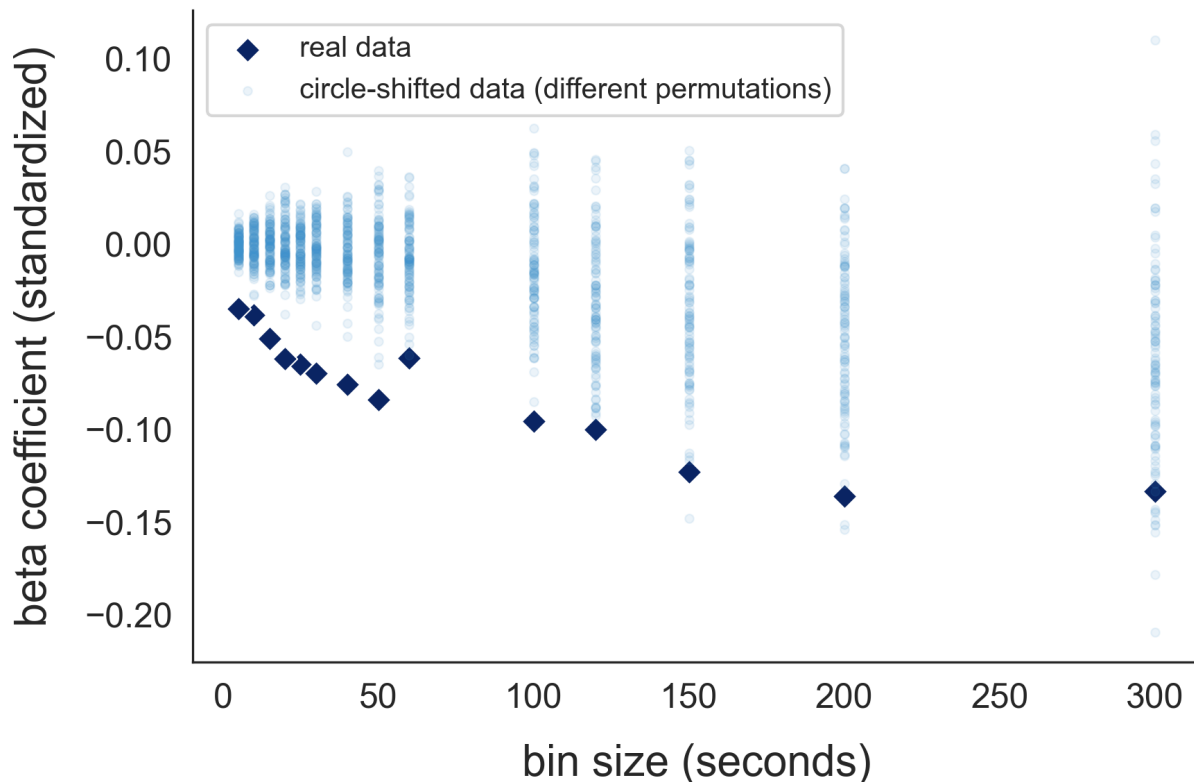 real data
circle-shifted data (different permutations)
0.10
0.05
0.00
−0.05
−0.10
−0.15
−0.20
beta coefficient (standardized)
0 50 100 150 200 250 300
bin size (seconds)